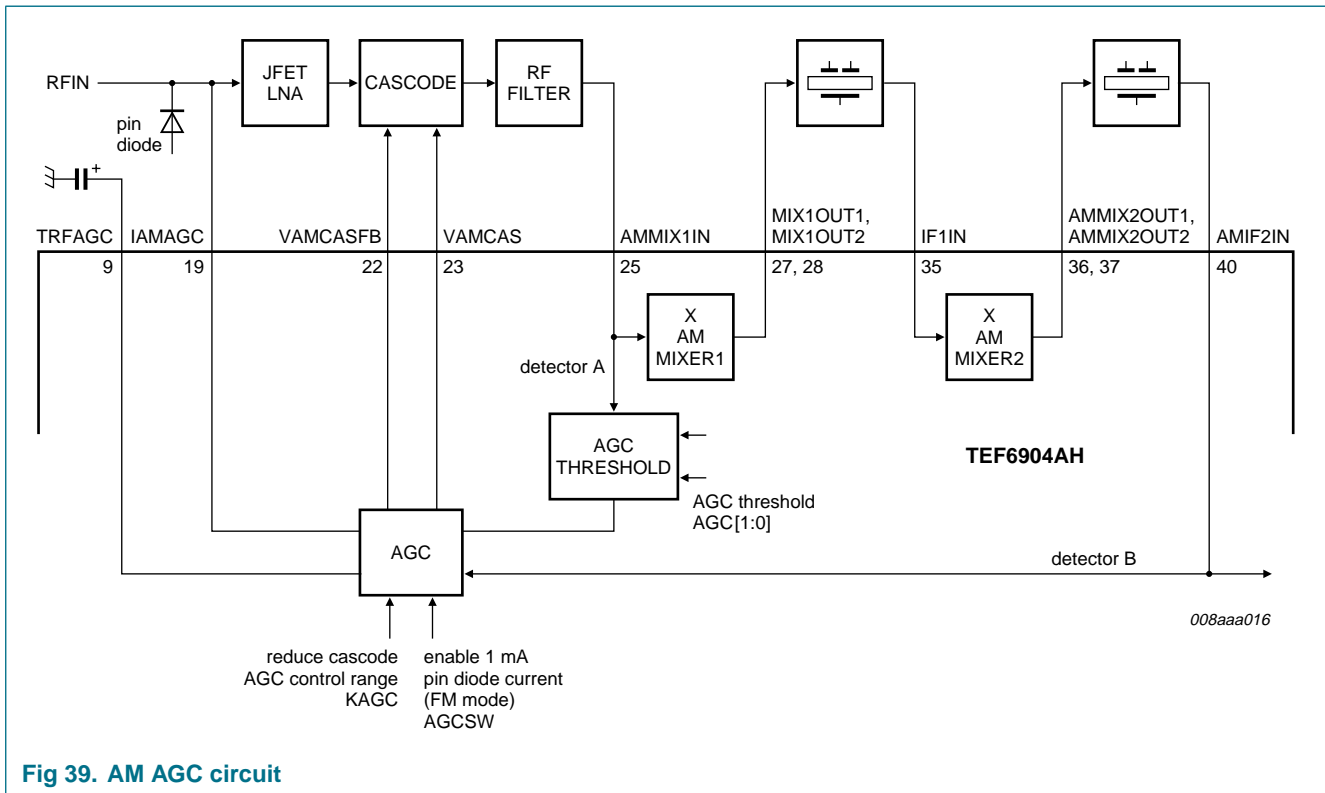 RFIN
pin
diode
JFET
LNA
CASCODE
RF
FILTER
+
TRFAGC
IAMAGC
VAMCASFB
VAMCAS
AMMIX1IN
MIX1OUT1,
MIX1OUT2
IF1IN
AMMIX2OUT1,
AMMIX2OUT2
AMIF2IN
9
19
22
23
25
27, 28
35
36, 37
40
X
AM
MIXER1
X
AM
MIXER2
detector A
AGC
THRESHOLD
AGC threshold
AGC[1:0]
TEF6904AH
AGC
detector B
reduce cascode
AGC control range
KAGC
enable 1 mA
pin diode current
(FM mode)
AGCSW
008aaa016
Fig 39. AM AGC circuit